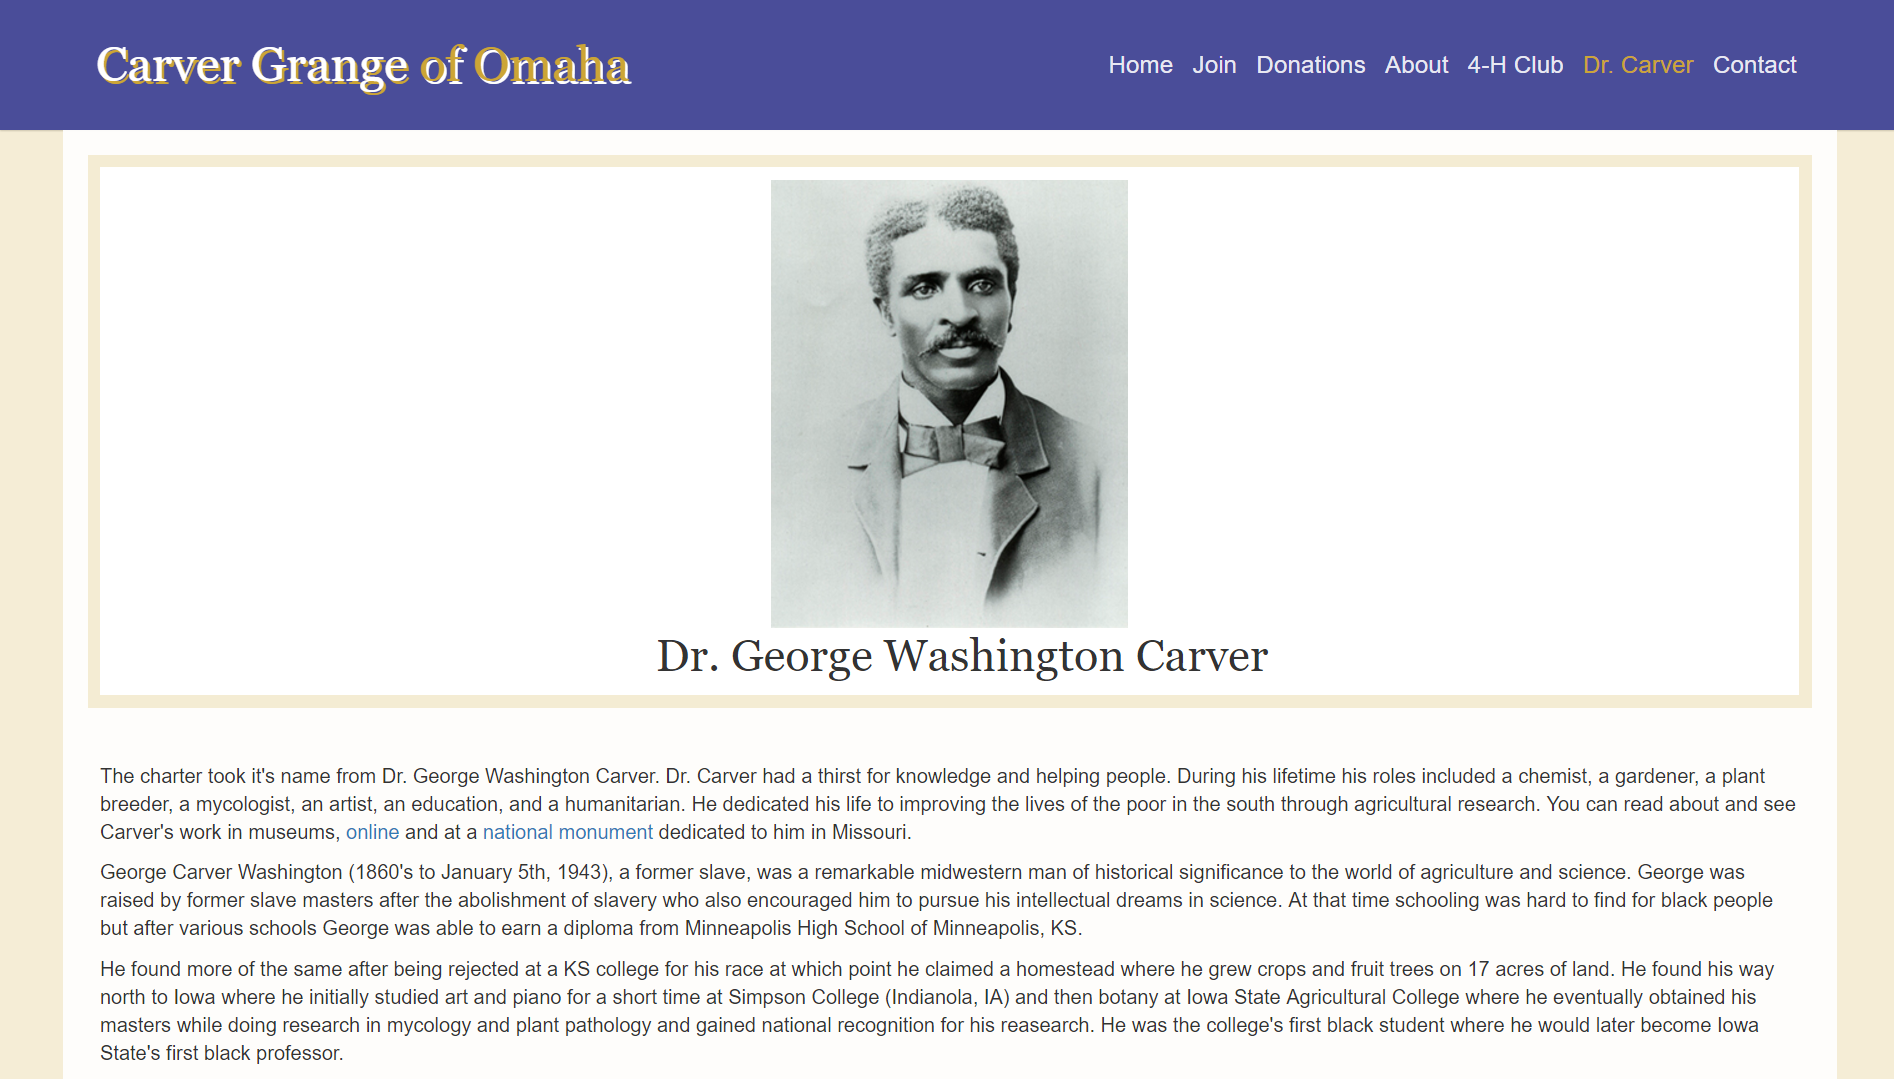 Carver Grange of Omaha
Home Join Donations About 4-H Club Dr. Carver Contact
Dr. George Washington Carver
The charter took it's name from Dr. George Washington Carver. Dr. Carver had a thirst for knowledge and helping people. During his lifetime his roles included a chemist, a gardener, a plant
breeder, a mycologist, an artist, an education, and a humanitarian. He dedicated his life to improving the lives of the poor in the south through agricultural research. You can read about and see
Carver's work in museums, online and at a national monument dedicated to him in Missouri.
George Carver Washington (1860's to January 5th, 1943), a former slave, was a remarkable midwestern man of historical significance to the world of agriculture and science. George was
raised by former slave masters after the abolishment of slavery who also encouraged him to pursue his intellectual dreams in science. At that time schooling was hard to find for black people
but after various schools George was able to earn a diploma from Minneapolis High School of Minneapolis, KS.
He found more of the same after being rejected at a KS college for his race at which point he claimed a homestead where he grew crops and fruit trees on 17 acres of land. He found his way
north to Iowa where he initially studied art and piano for a short time at Simpson College (Indianola, IA) and then botany at Iowa State Agricultural College where he eventually obtained his
masters while doing research in mycology and plant pathology and gained national recognition for his reasearch. He was the college's first black student where he would later become Iowa
State's first black professor.